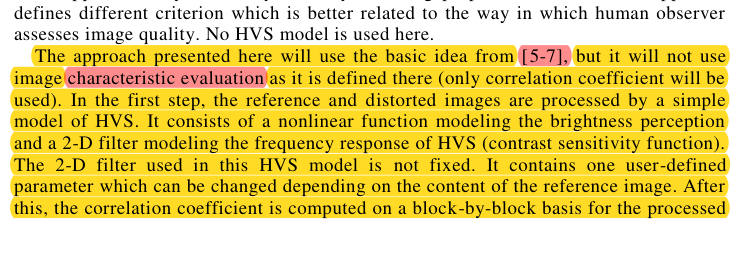 defines different criterion which is better related to the way in which human observer
assesses image quality. No HVS model is used here.
The approach presented here will use the basic idea from [5-7], but it will not use
image characteristic evaluation as it is defined there (only correlation coefficient will be
used). In the first step, the reference and distorted images are processed by a simple
model of HVS. It consists of a nonlinear function modeling the brightness perception
and a 2-D filter modeling the frequency response of HVS (contrast sensitivity function).
The 2-D filter used in this HVS model is not fixed. It contains one user-defined
parameter which can be changed depending on the content of the reference image. After
this, the correlation coefficient is computed on a block-by-block basis for the processed